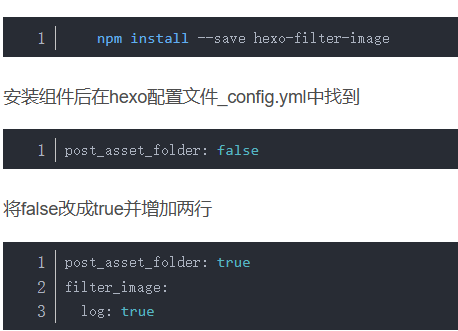 1 npm install --save hexo-filter-image
安装组件后在hexo配置文件_config.yml中找到
1 post_asset_folder: false
将false改成true并增加两行
1 post_asset_folder: true
2 filter_image:
3   log: true